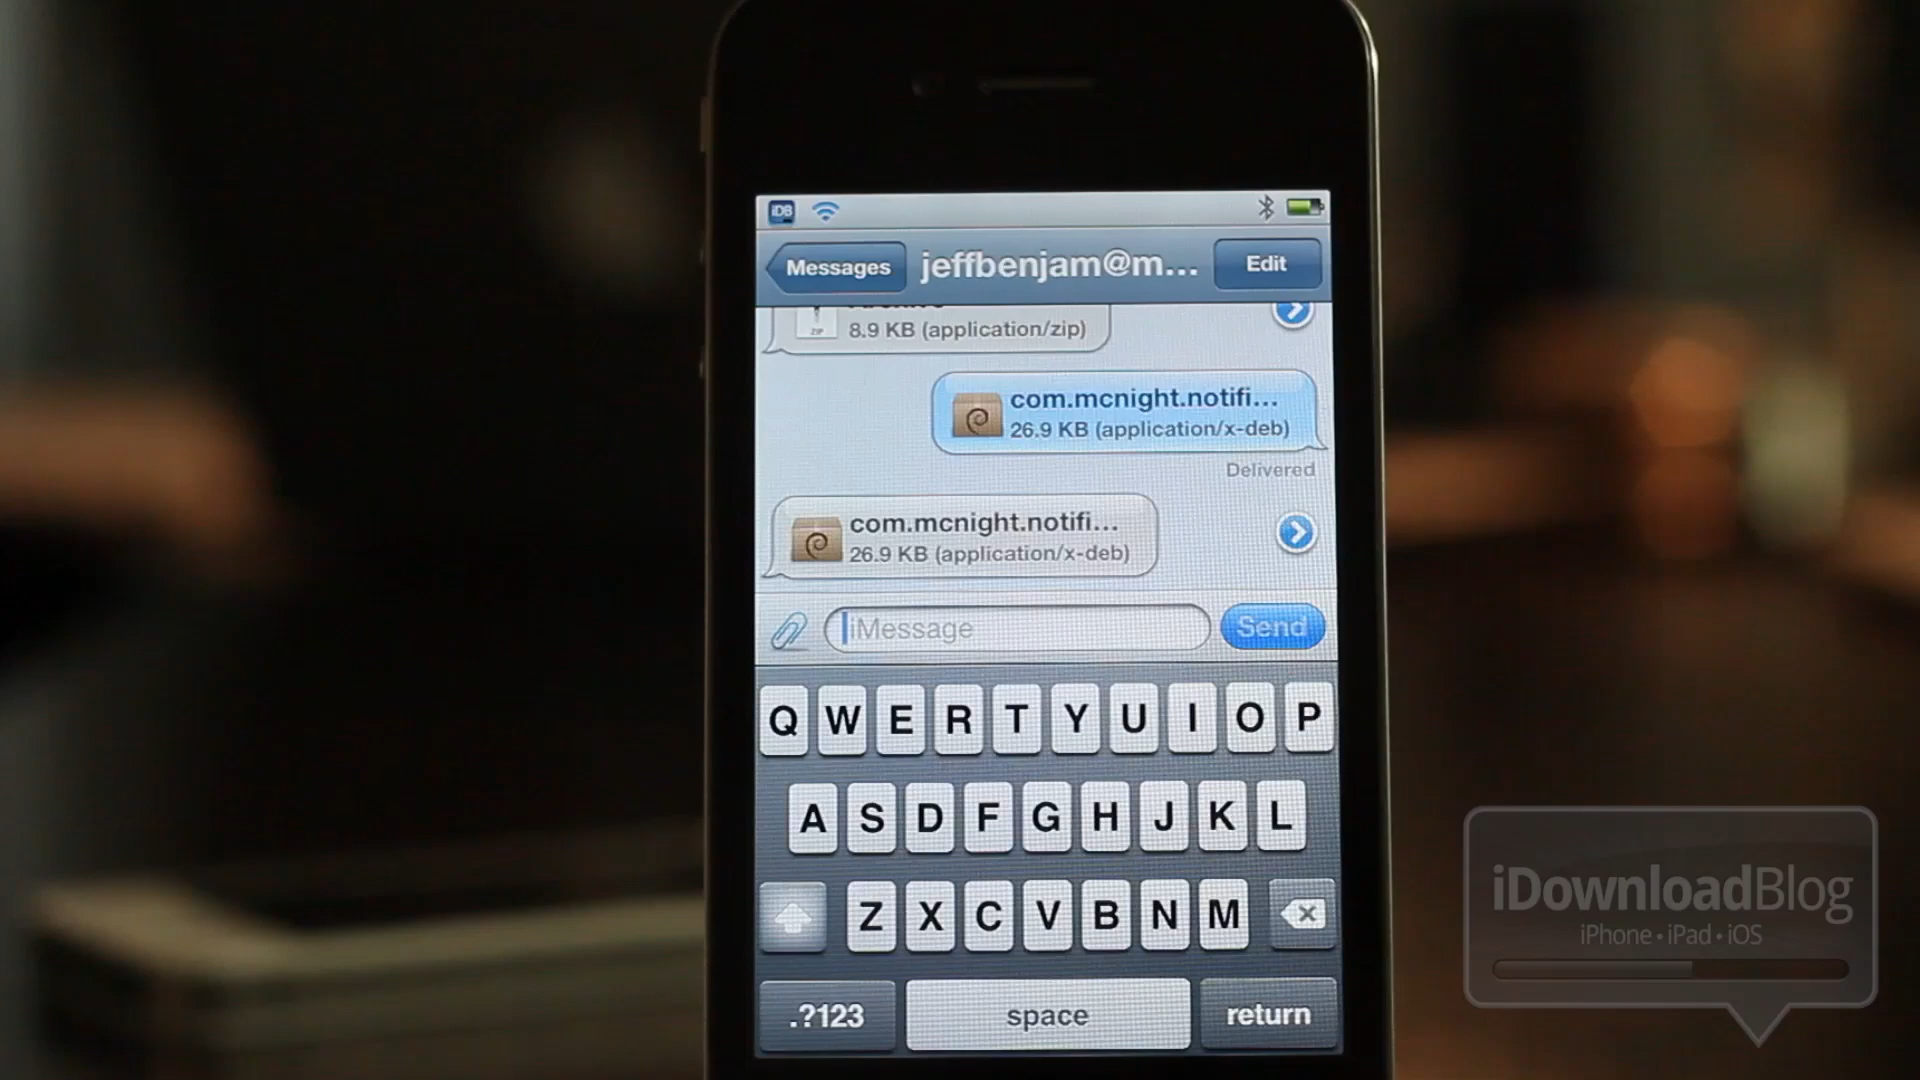 iDB
Messages
jeffbenjam@m...
Edit
ZIP
8.9 KB (application/zip)
com.mcnight.notifi...
26.9 KB (application/x-deb)
Delivered
com.mcnight.notifi...
26.9 KB (application/x-deb)
iMessage
Send
Q W E R T Y U I O P
A S D F G H J K L
Z X C V B N M
.?123
space
return
iDownloadBlog
iPhone • iPad • iOS